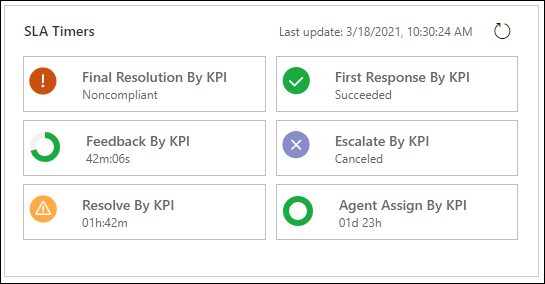 SLA Timers
Last update: 3/18/2021, 10:30:24 AM
Final Resolution By KPI
Noncompliant
First Response By KPI
Succeeded
Feedback By KPI
42m:06s
Escalate By KPI
Canceled
Resolve By KPI
01h:42m
Agent Assign By KPI
01d 23h